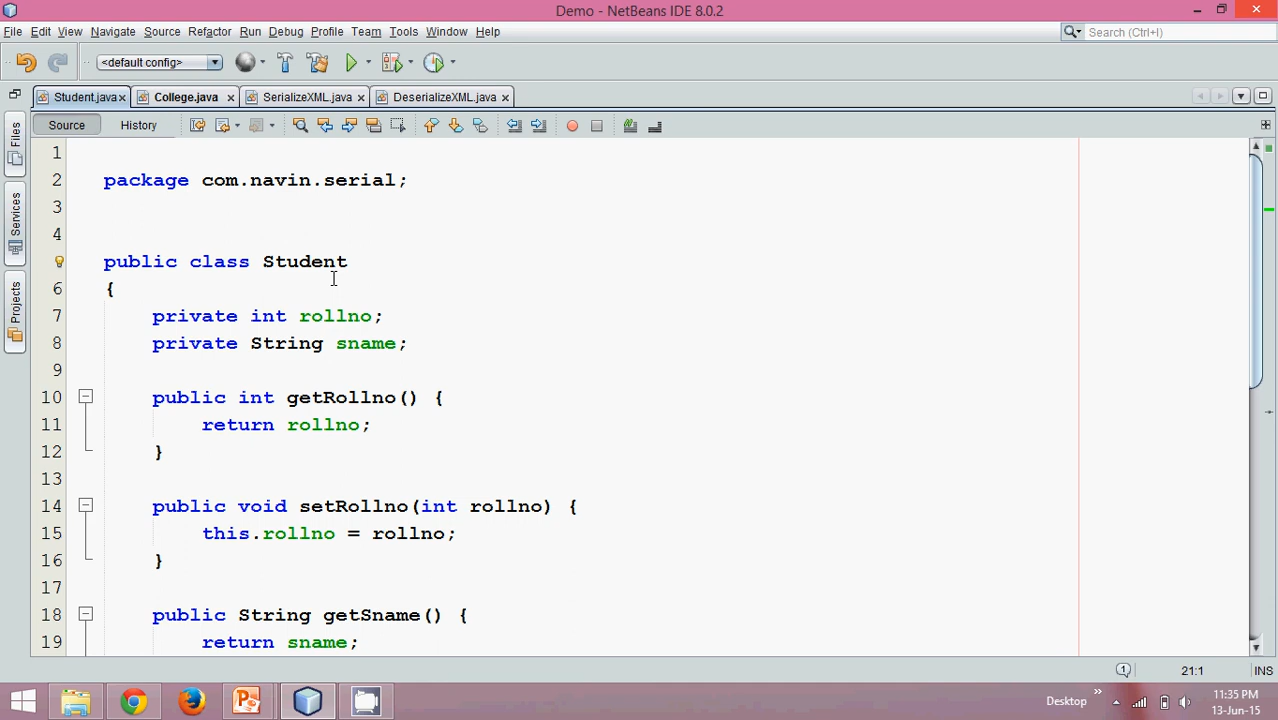 Demo - NetBeans IDE 8.0.2
File Edit View Navigate Source Refactor Run Debug Profile Team Tools Window Help
Search (Ctrl+I)
<default config>
Student.java College.java SerializeXML.java DeserializeXML.java
Source History
Files
Services
Projects
1
2 package com.navin.serial;
3
4
public class Student
6 {
7 private int rollno;
8 private String sname;
9
10 public int getRollno() {
11 return rollno;
12 }
13
14 public void setRollno(int rollno) {
15 this.rollno = rollno;
16 }
17
18 public String getSname() {
19 return sname;
1 21:1 INS
Desktop
11:35 PM
13-Jun-15